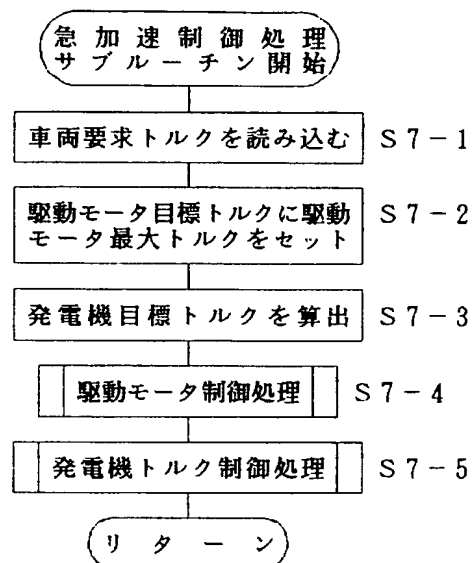 急加速制御処理
サブルーチン開始
車両要求トルクを読み込む S7-1
駆動モータ目標トルクに駆動 S7-2
モータ最大トルクをセット
発電機目標トルクを算出 S7-3
駆動モータ制御処理 S7-4
発電機トルク制御処理 S7-5
リターン